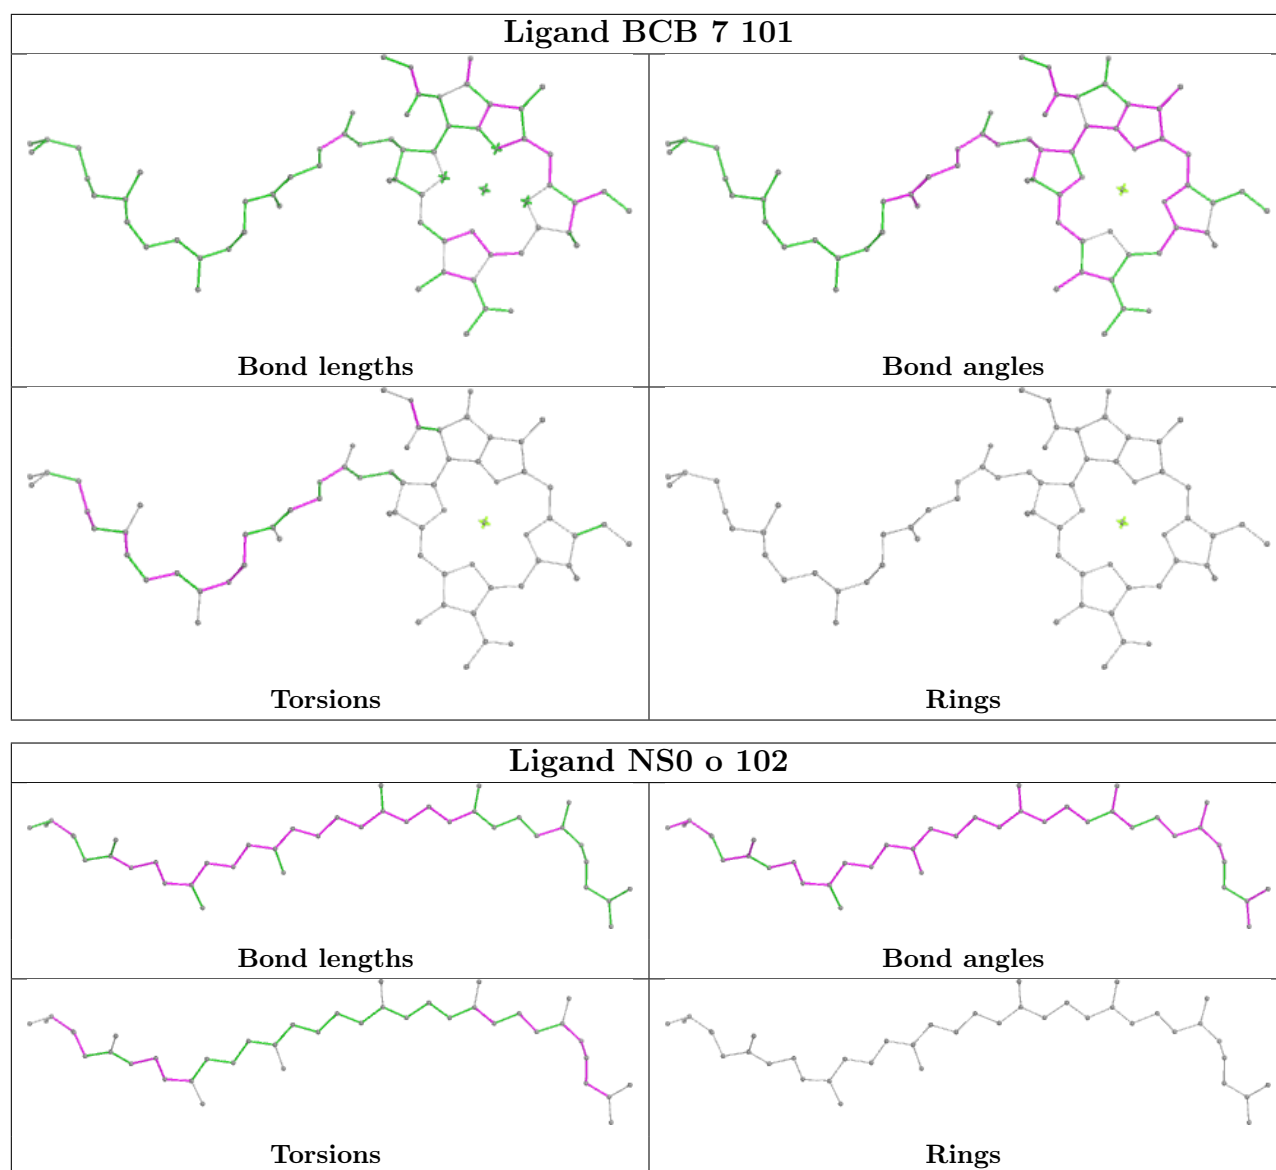 Ligand BCB 7 101
Bond lengths
Bond angles
Torsions
Rings
Ligand NS0 o 102
Bond lengths
Bond angles
Torsions
Rings